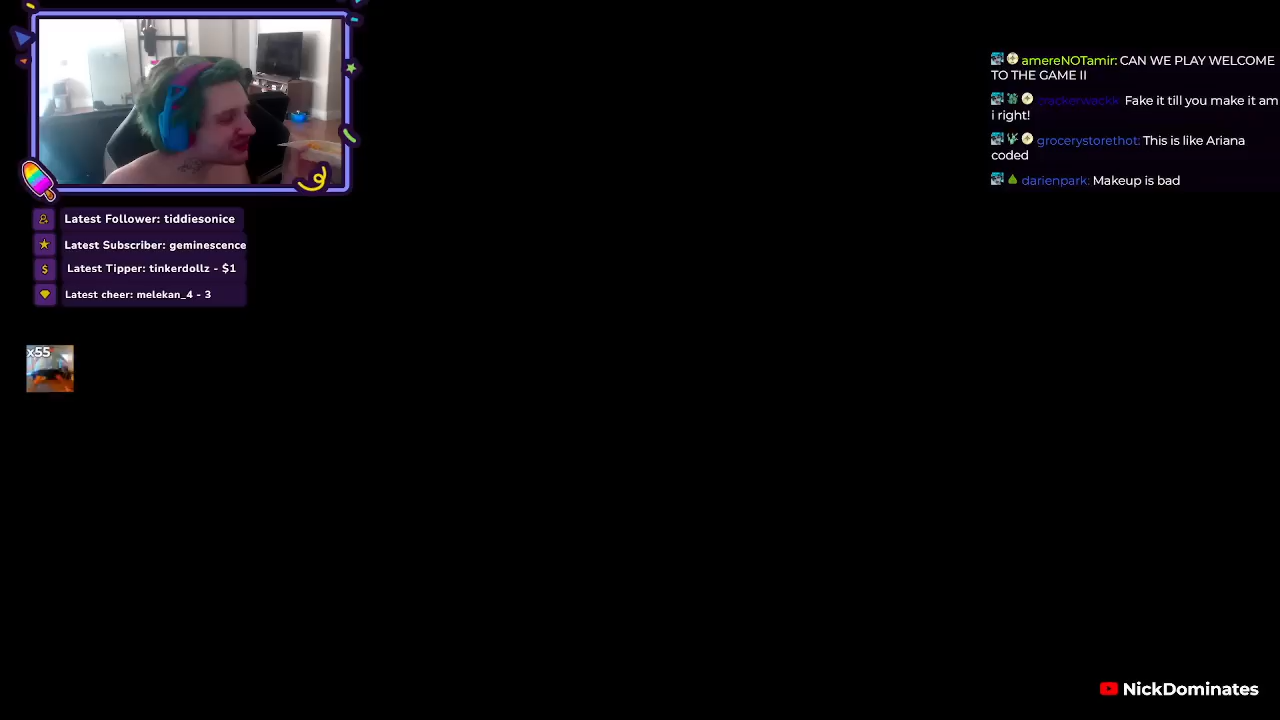 Latest Follower: tiddiesonice
Latest Subscriber: geminescence
Latest Tipper: tinkerdollz - $1
Latest cheer: melekan_4 - 3
x55
amereNOTamir: CAN WE PLAY WELCOME
TO THE GAME II
crackerwackk: Fake it till you make it am
i right!
grocerystorethot: This is like Ariana
coded
darienpark: Makeup is bad
NickDominates